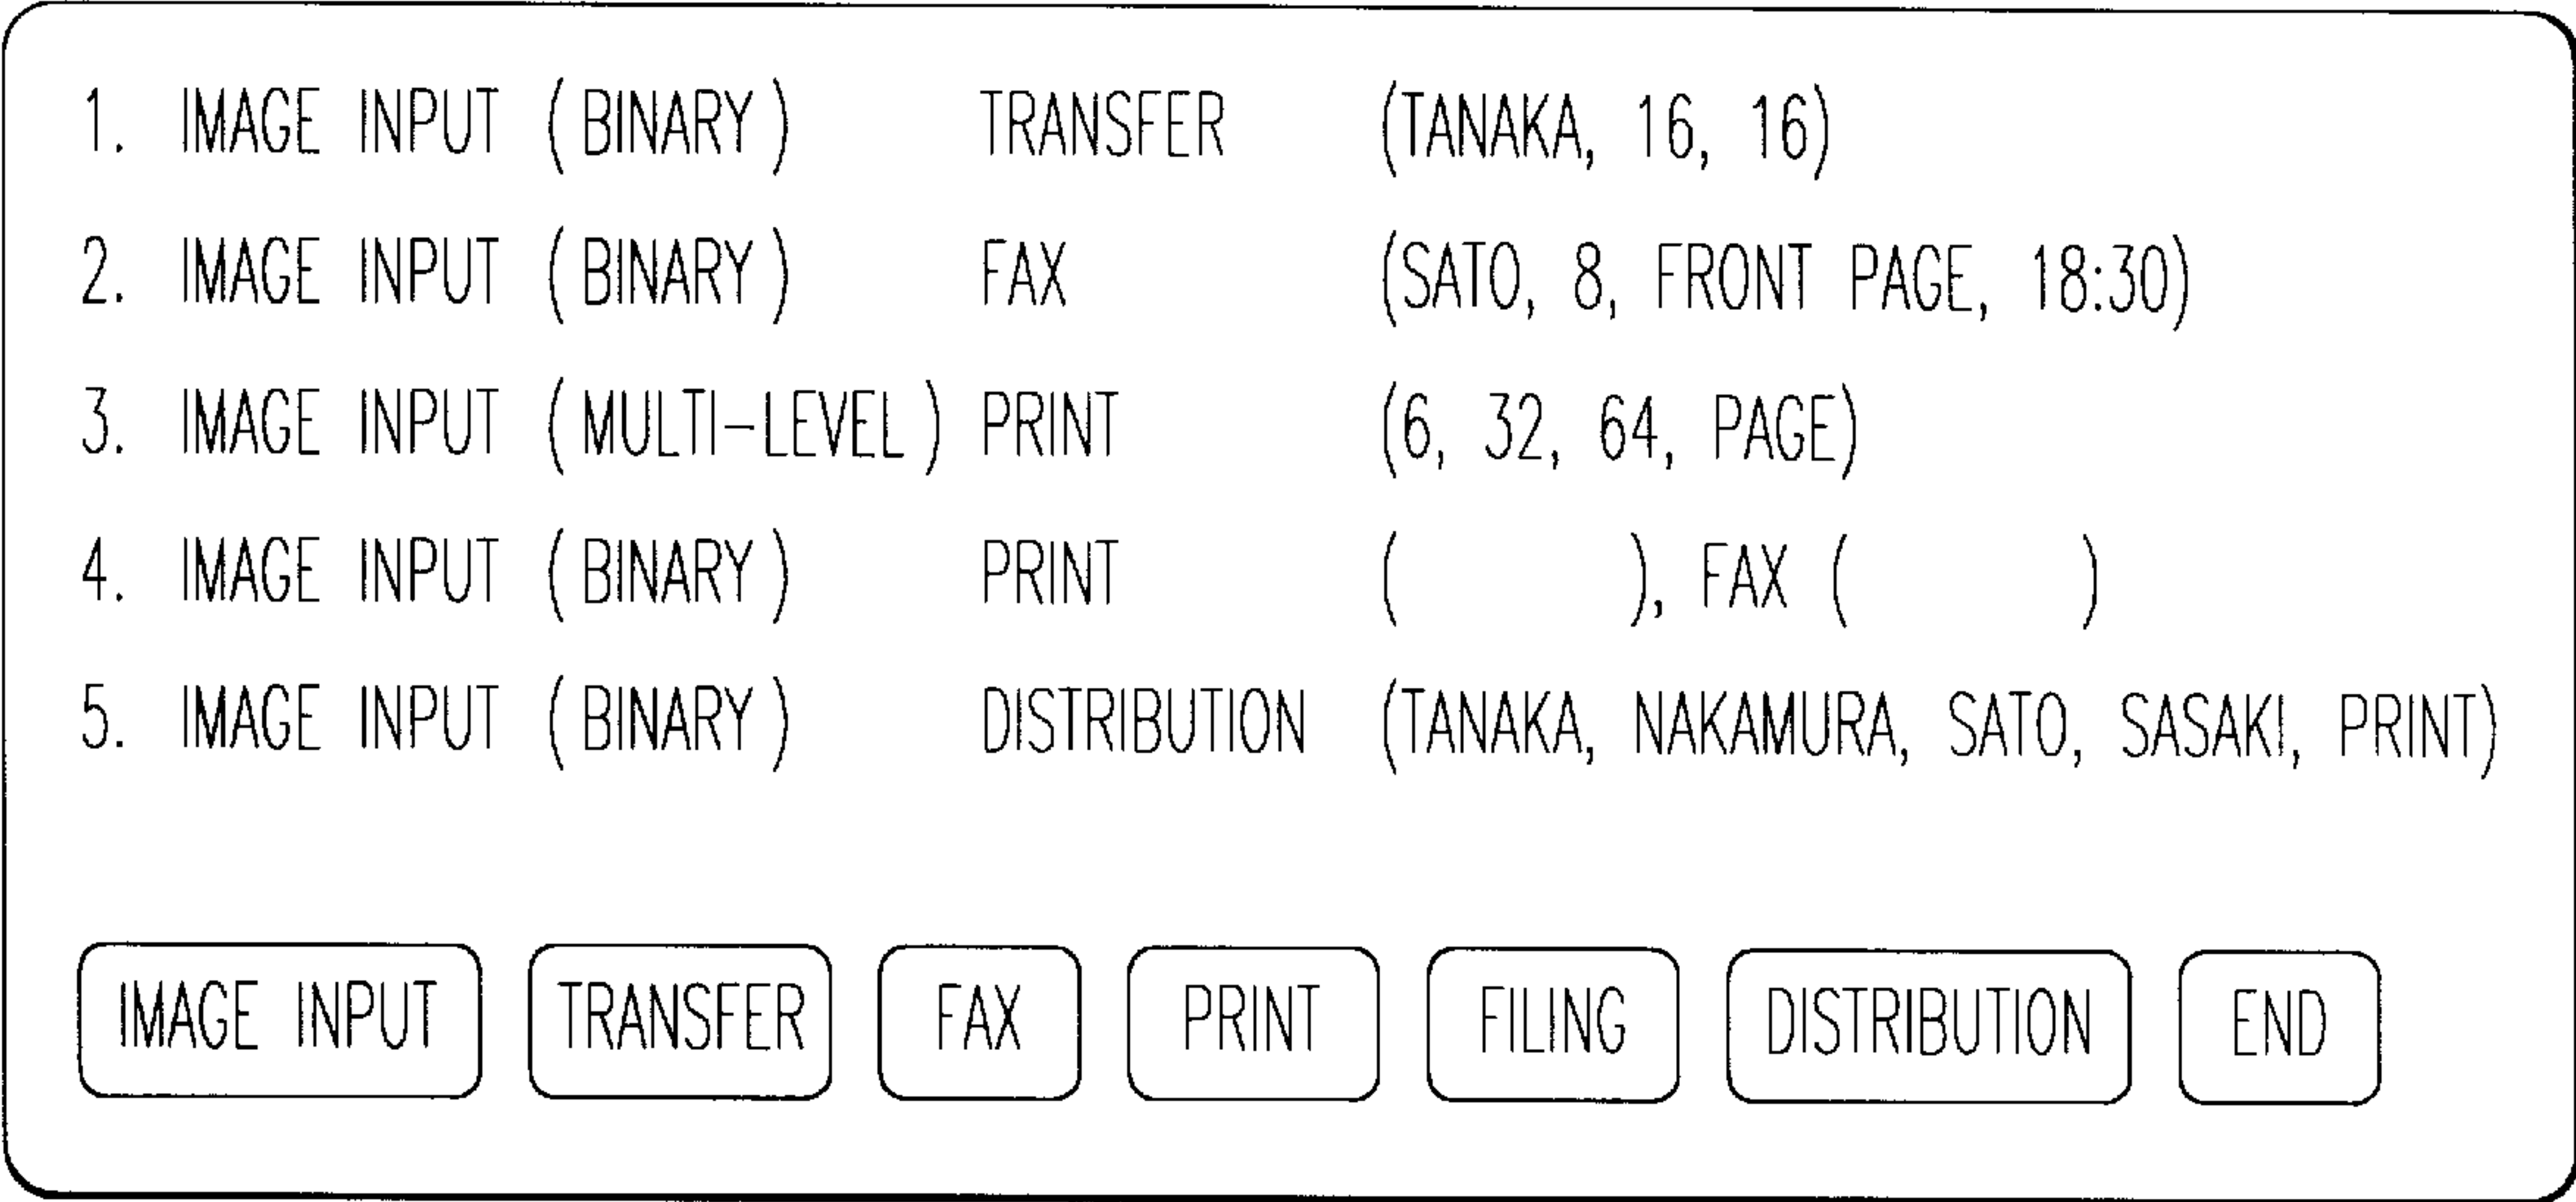 1. IMAGE INPUT (BINARY) TRANSFER (TANAKA, 16, 16)
2. IMAGE INPUT (BINARY) FAX (SATO, 8, FRONT PAGE, 18:30)
3. IMAGE INPUT (MULTI-LEVEL) PRINT (6, 32, 64, PAGE)
4. IMAGE INPUT (BINARY) PRINT ( ), FAX ( )
5. IMAGE INPUT (BINARY) DISTRIBUTION (TANAKA, NAKAMURA, SATO, SASAKI, PRINT)
IMAGE INPUT TRANSFER FAX PRINT FILING DISTRIBUTION END